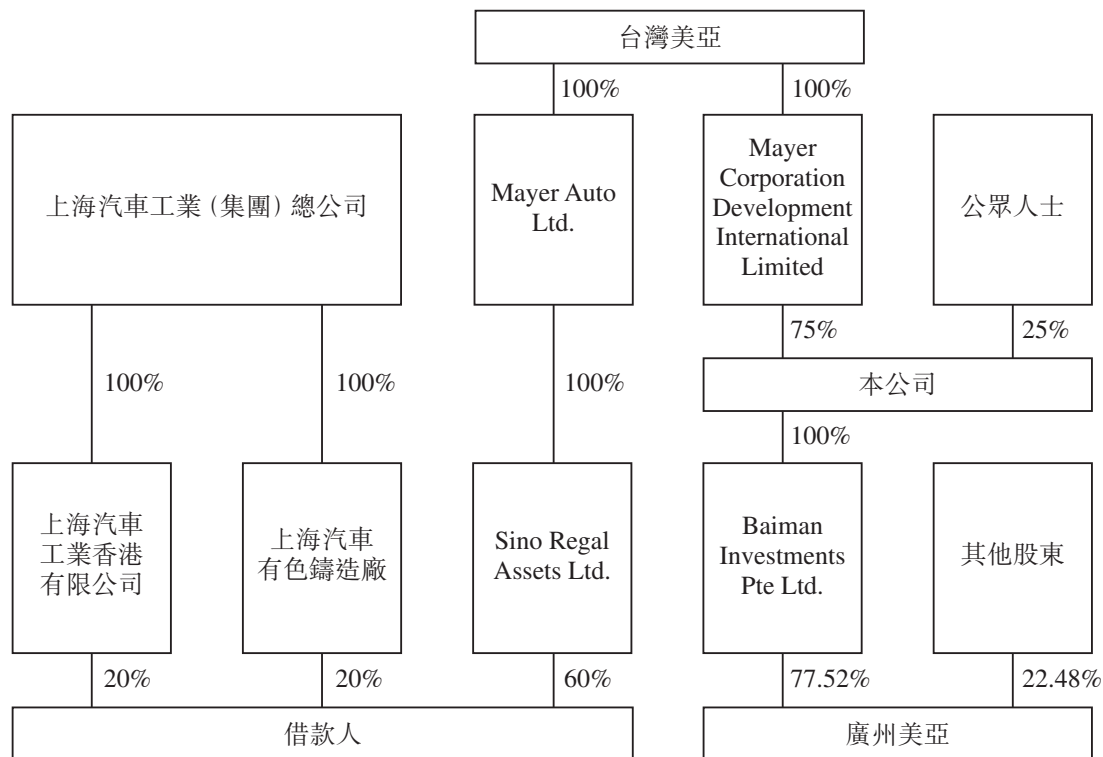 台灣美亞
100%
100%
上海汽車工業(集團)總公司
Mayer Auto
Ltd.
Mayer
Corporation
Development
International
Limited
公眾人士
100%
100%
100%
75%
25%
本公司
100%
上海汽車
工業香港
有限公司
上海汽車
有色鑄造廠
Sino Regal
Assets Ltd.
Baiman
Investments
Pte Ltd.
其他股東
20%
20%
60%
77.52%
22.48%
借款人
廣州美亞